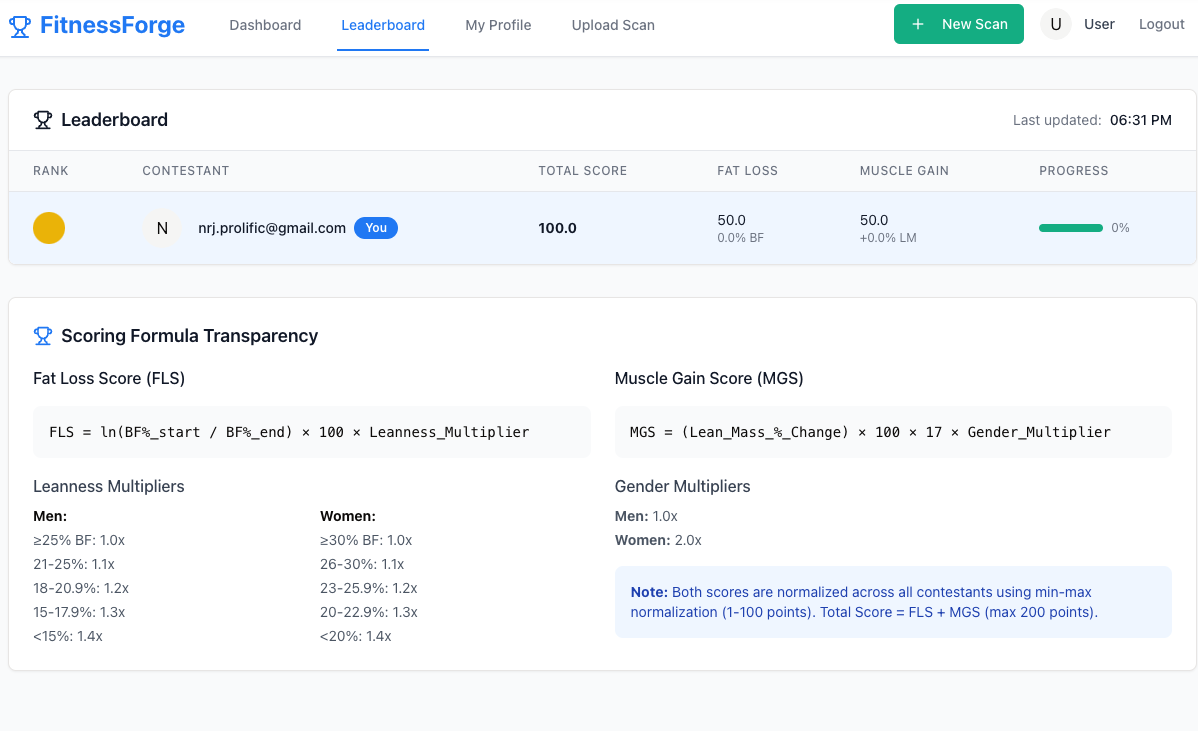 FitnessForge
Dashboard
Leaderboard
My Profile
Upload Scan
+ New Scan
U
User
Logout
Leaderboard
Last updated: 06:31 PM
RANK CONTESTANT TOTAL SCORE FAT LOSS MUSCLE GAIN PROGRESS
N nrj.prolific@gmail.com You 100.0 50.0 50.0 0%
0.0% BF +0.0% LM
Scoring Formula Transparency
Fat Loss Score (FLS)
FLS = ln(BF%_start / BF%_end) × 100 × Leanness_Multiplier
Leanness Multipliers
Men:
≥25% BF: 1.0x
21-25%: 1.1x
18-20.9%: 1.2x
15-17.9%: 1.3x
<15%: 1.4x
Women:
≥30% BF: 1.0x
26-30%: 1.1x
23-25.9%: 1.2x
20-22.9%: 1.3x
<20%: 1.4x
Muscle Gain Score (MGS)
MGS = (Lean_Mass_%_Change) × 100 × 17 × Gender_Multiplier
Gender Multipliers
Men: 1.0x
Women: 2.0x
Note: Both scores are normalized across all contestants using min-max
normalization (1-100 points). Total Score = FLS + MGS (max 200 points).